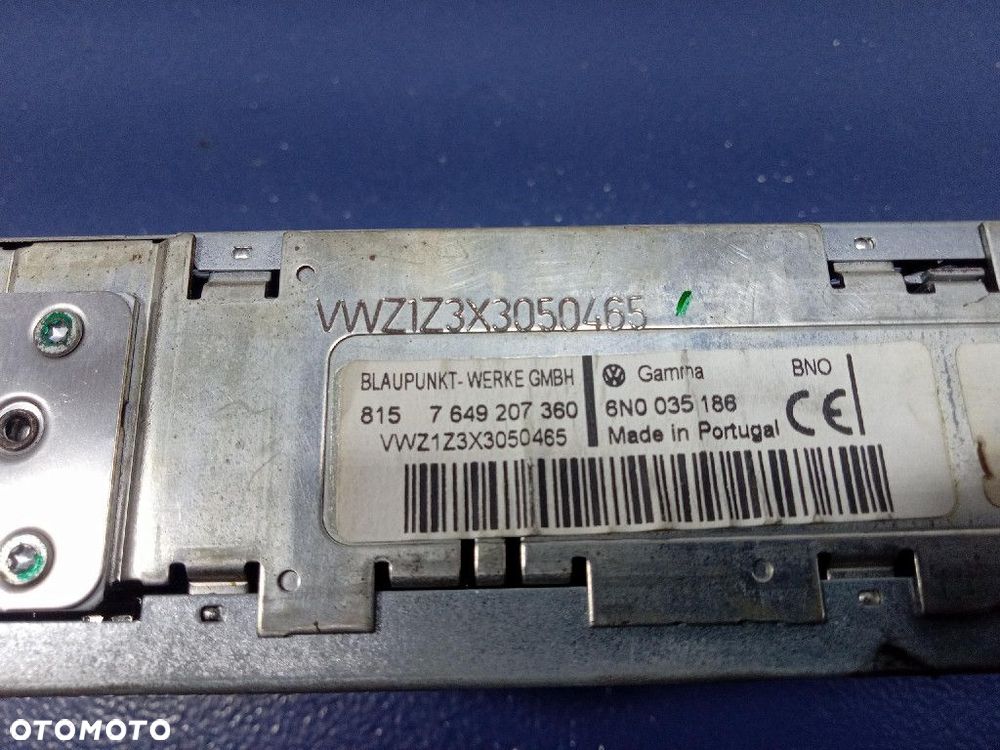 VWZ1Z3X3050465
BLAUPUNKT-WERKE GMBH
815 7 649 207 360
VWZ1Z3X3050465
Gamma BNO
6N0 035 186
Made in Portugal CE
OTOMOTO